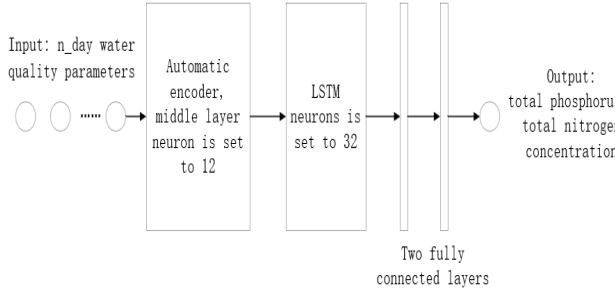 Input: n_day water
quality parameters
Automatic
encoder,
middle layer
neuron is set
to 12
LSTM
neurons is
set to 32
Two fully
connected layers
Output:
total phosphoru
total nitroge
concentration